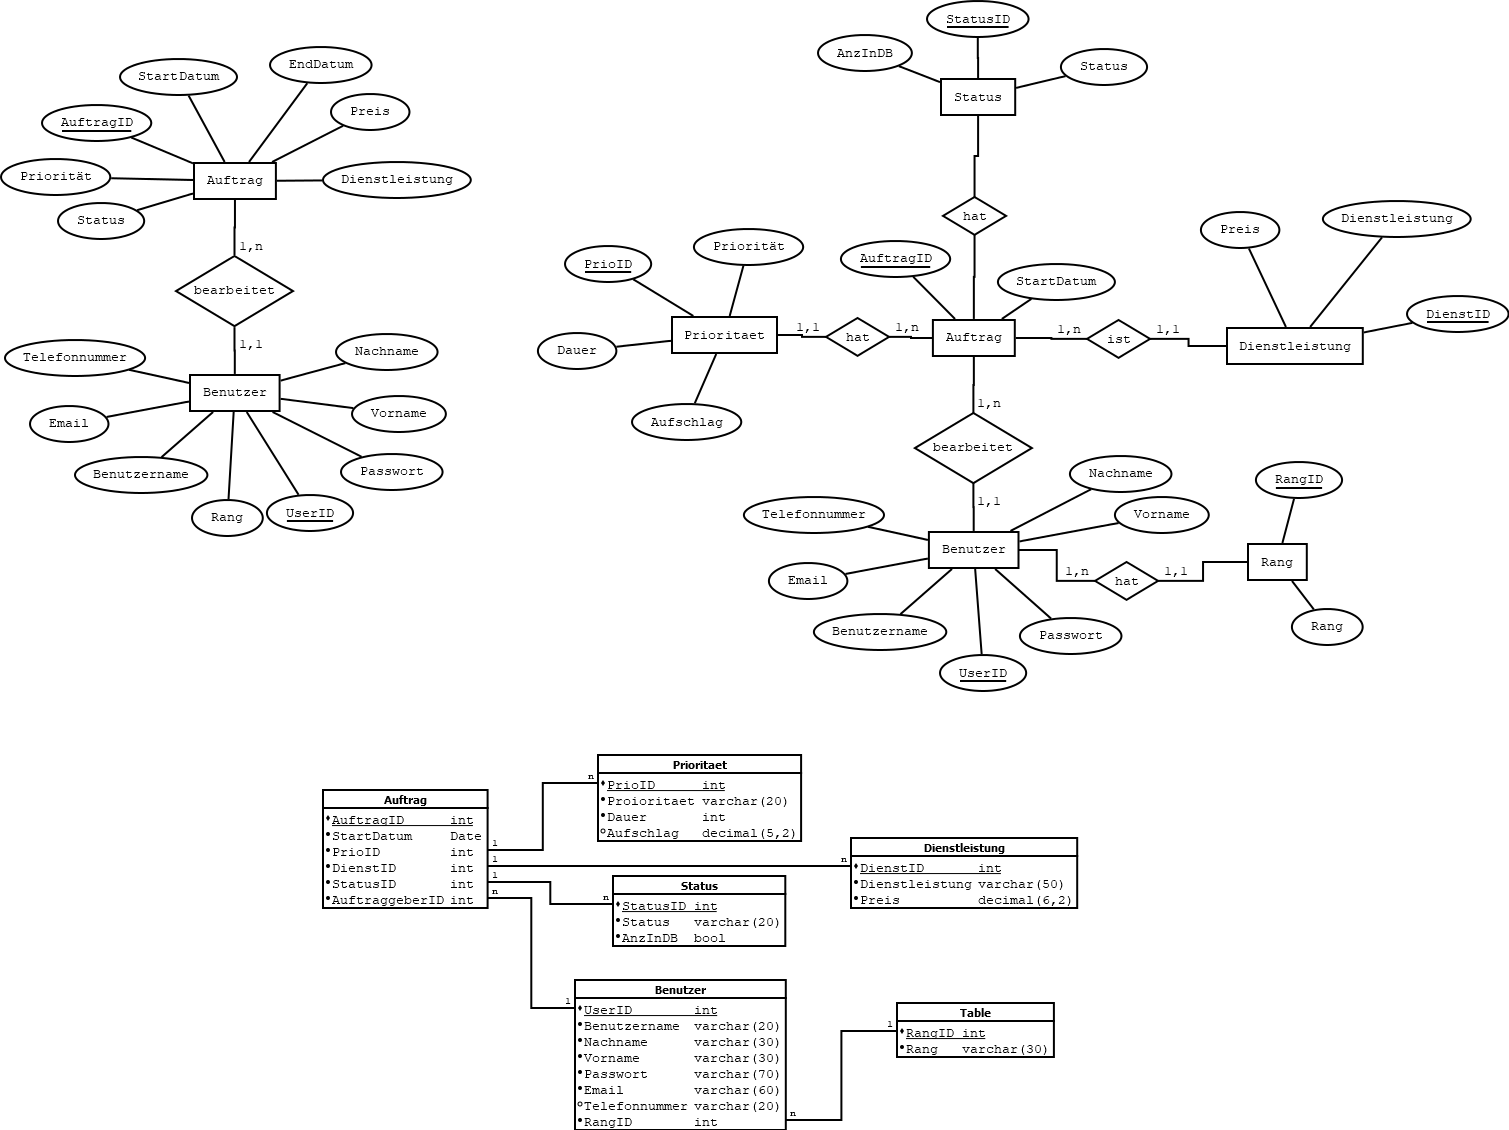 StartDatum
EndDatum
AuftragID
Preis
Priorität
Auftrag
Dienstleistung
Status
1,n
bearbeitet
1,1
Telefonnummer
Nachname
Benutzer
Email
Vorname
Benutzername
Passwort
Rang
UserID
StatusID
AnzInDB
Status
Status
hat
PrioID
Priorität
AuftragID
StartDatum
Preis
Dienstleistung
DienstID
Prioritaet
1,1
hat
1,n
Auftrag
1,n
ist
1,1
Dienstleistung
Dauer
Aufschlag
1,n
bearbeitet
1,1
Telefonnummer
Nachname
Vorname
Benutzer
Email
1,n
hat
1,1
RangID
Rang
Rang
Benutzername
Passwort
UserID
Prioritaet
PrioID int
Proioritaet varchar(20)
Dauer int
Aufschlag decimal(5,2)
Auftrag
AuftragID int
StartDatum Date
PrioID int
DienstID int
StatusID int
AuftraggeberID int
1
n
1
n
1
n
n
1
Dienstleistung
DienstID int
Dienstleistung varchar(50)
Preis decimal(6,2)
Status
StatusID int
Status varchar(20)
AnzInDB bool
Benutzer
UserID int
Benutzername varchar(20)
Nachname varchar(30)
Vorname varchar(30)
Passwort varchar(70)
Email varchar(60)
Telefonnummer varchar(20)
RangID int
n
1
Table
RangID int
Rang varchar(30)